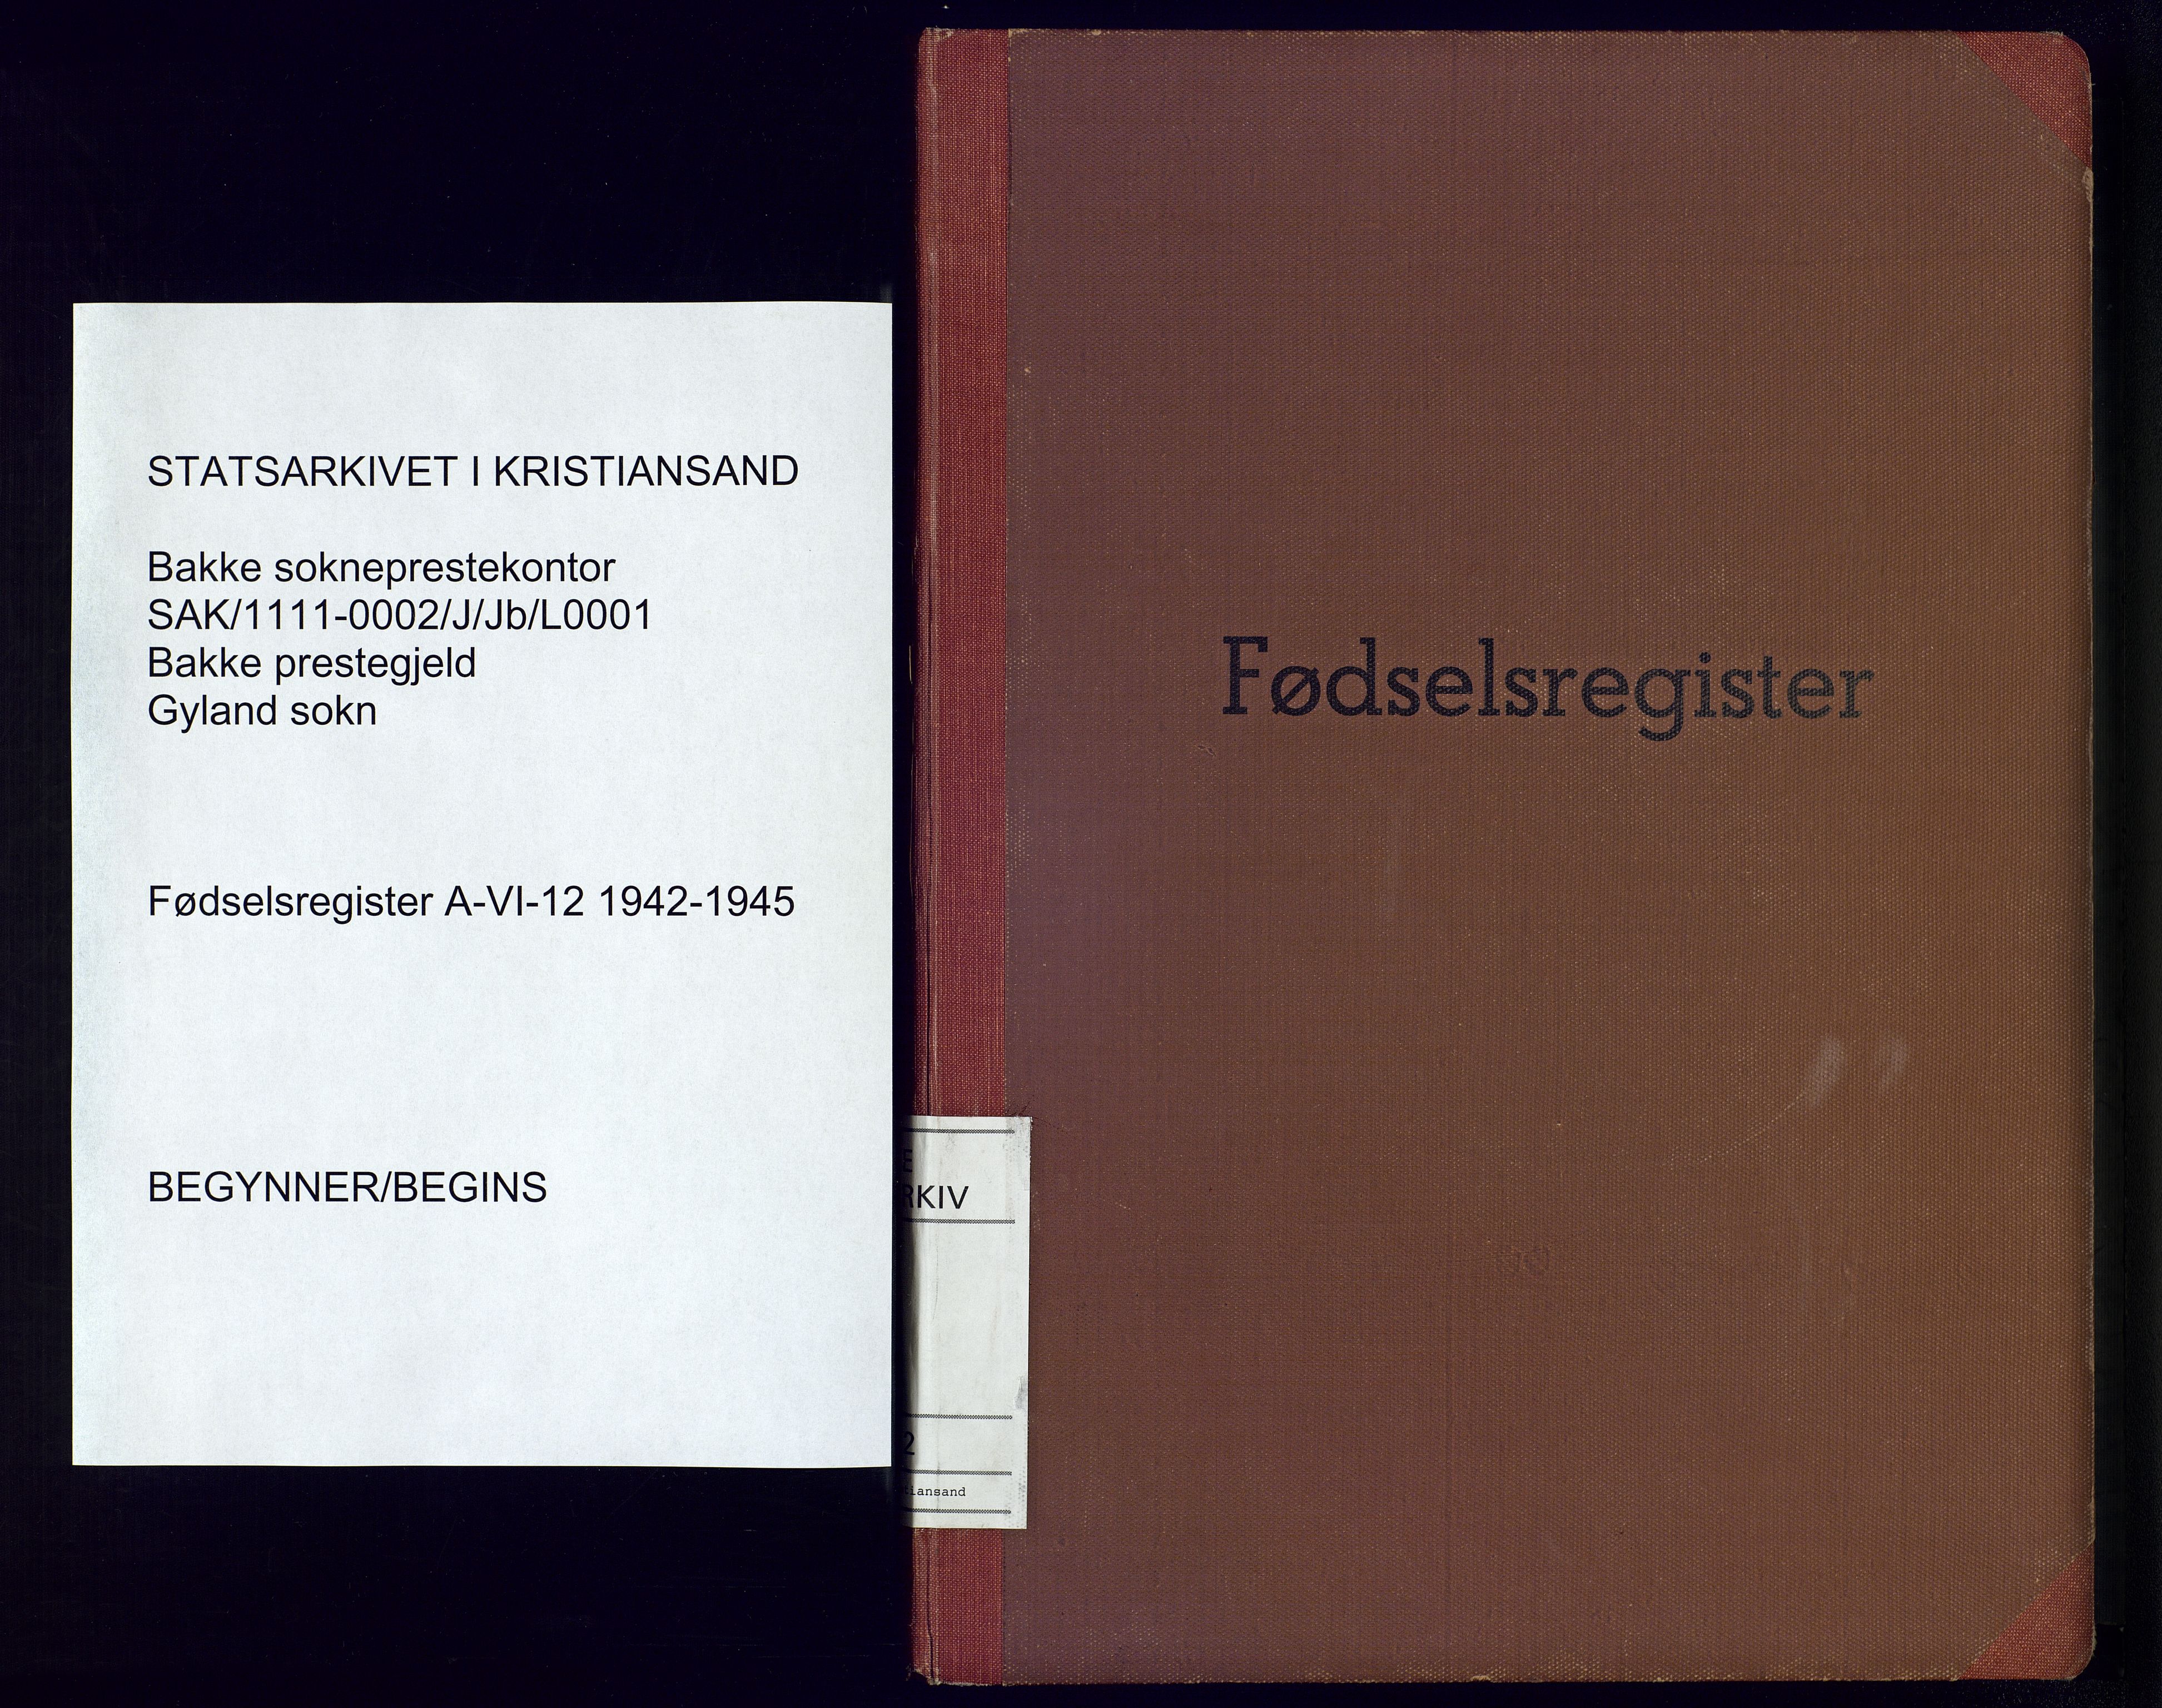 STATSARKIVET I KRISTIANSAND
Bakke sokneprestekontor
SAK/1111-0002/J/Jb/L0001
Bakke prestegjeld
Gyland sokn
Fødselsregister A-VI-12 1942-1945
BEGYNNER/BEGINS
Fødselsregister
E
RKIV
2
iansand